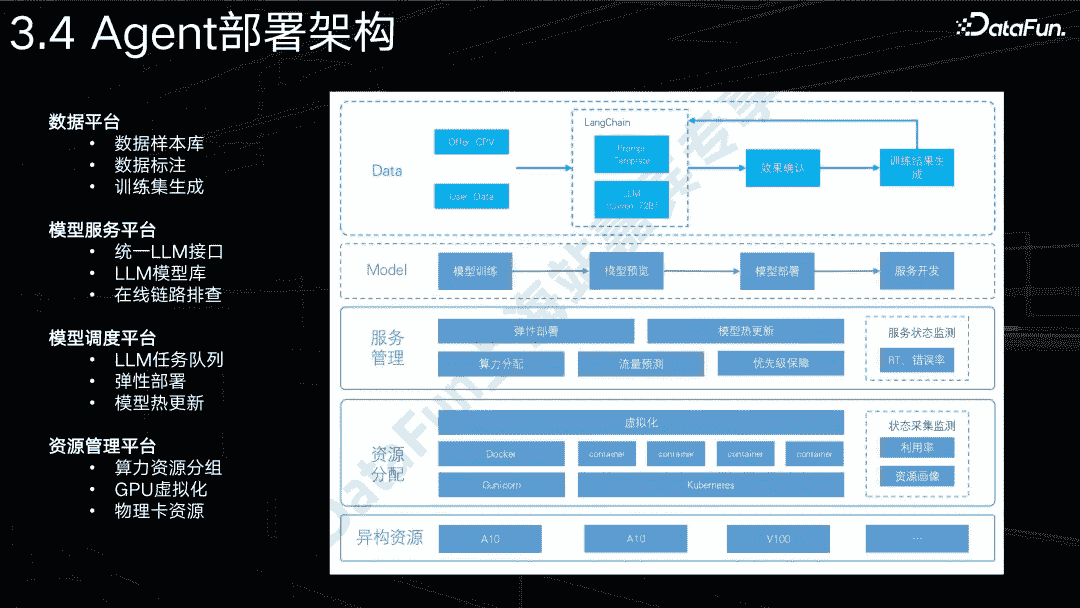 3.4 Agent部署架构
DataFun.
数据平台
• 数据样本库
• 数据标注
• 训练集生成
模型服务平台
• 统一LLM接口
• LLM模型库
• 在线链路排查
模型调度平台
• LLM任务队列
• 弹性部署
• 模型热更新
资源管理平台
• 算力资源分组
• GPU虚拟化
• 物理卡资源
Data
Offer CPV
User Data
LangChain
Prompt
Template
LLM
效果确认
训练结果生
成
Model
模型训练
模型预览
模型部署
服务开发
服务
管理
弹性部署
模型热更新
算力分配
流量预测
优先级保障
服务状态监测
RT、错误率
资源
分配
虚拟化
Docker
container
container
container
container
Gunicorn
Kubernetes
状态采集监测
利用率
资源画像
异构资源
A10
A10
V100
...